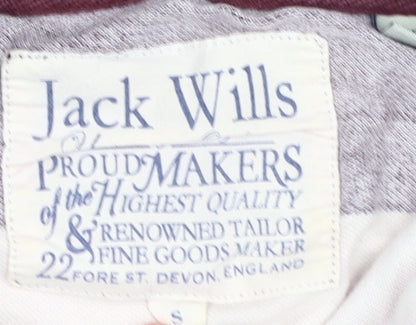 Jack Wills
PROUD MAKERS
of the HIGHEST QUALITY
& RENOWNED TAILOR
FINE GOODS MAKER
22 FORE ST. DEVON. ENGLAND
S